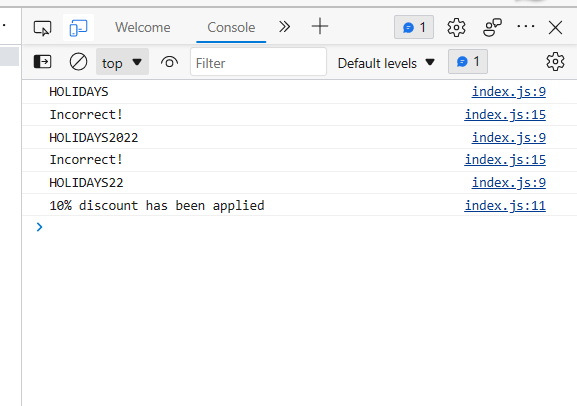 Welcome Console 1
top Filter Default levels 1
HOLIDAYS index.js:9
Incorrect! index.js:15
HOLIDAYS2022 index.js:9
Incorrect! index.js:15
HOLIDAYS22 index.js:9
10% discount has been applied index.js:11